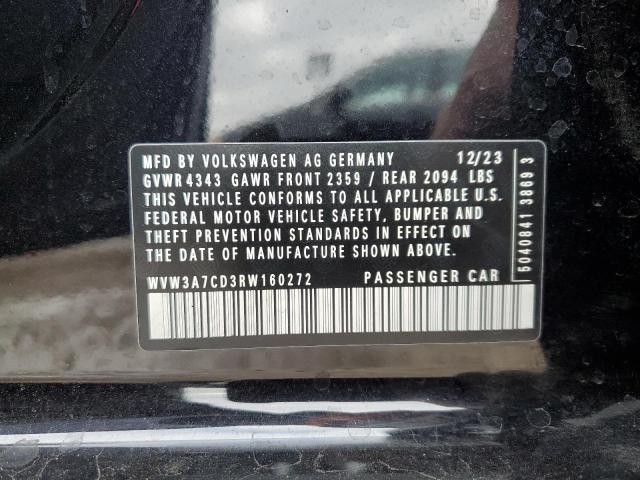 MFD BY VOLKSWAGEN AG GERMANY 12/23
GVWR 4343 GAWR FRONT 2359 / REAR 2094 LBS
THIS VEHICLE CONFORMS TO ALL APPLICABLE U.S.
FEDERAL MOTOR VEHICLE SAFETY, BUMPER AND
THEFT PREVENTION STANDARDS IN EFFECT ON
THE DATE OF MANUFACTURE SHOWN ABOVE.
WVW3A7CD3RW160272 PASSENGER CAR
5040841 3869 3